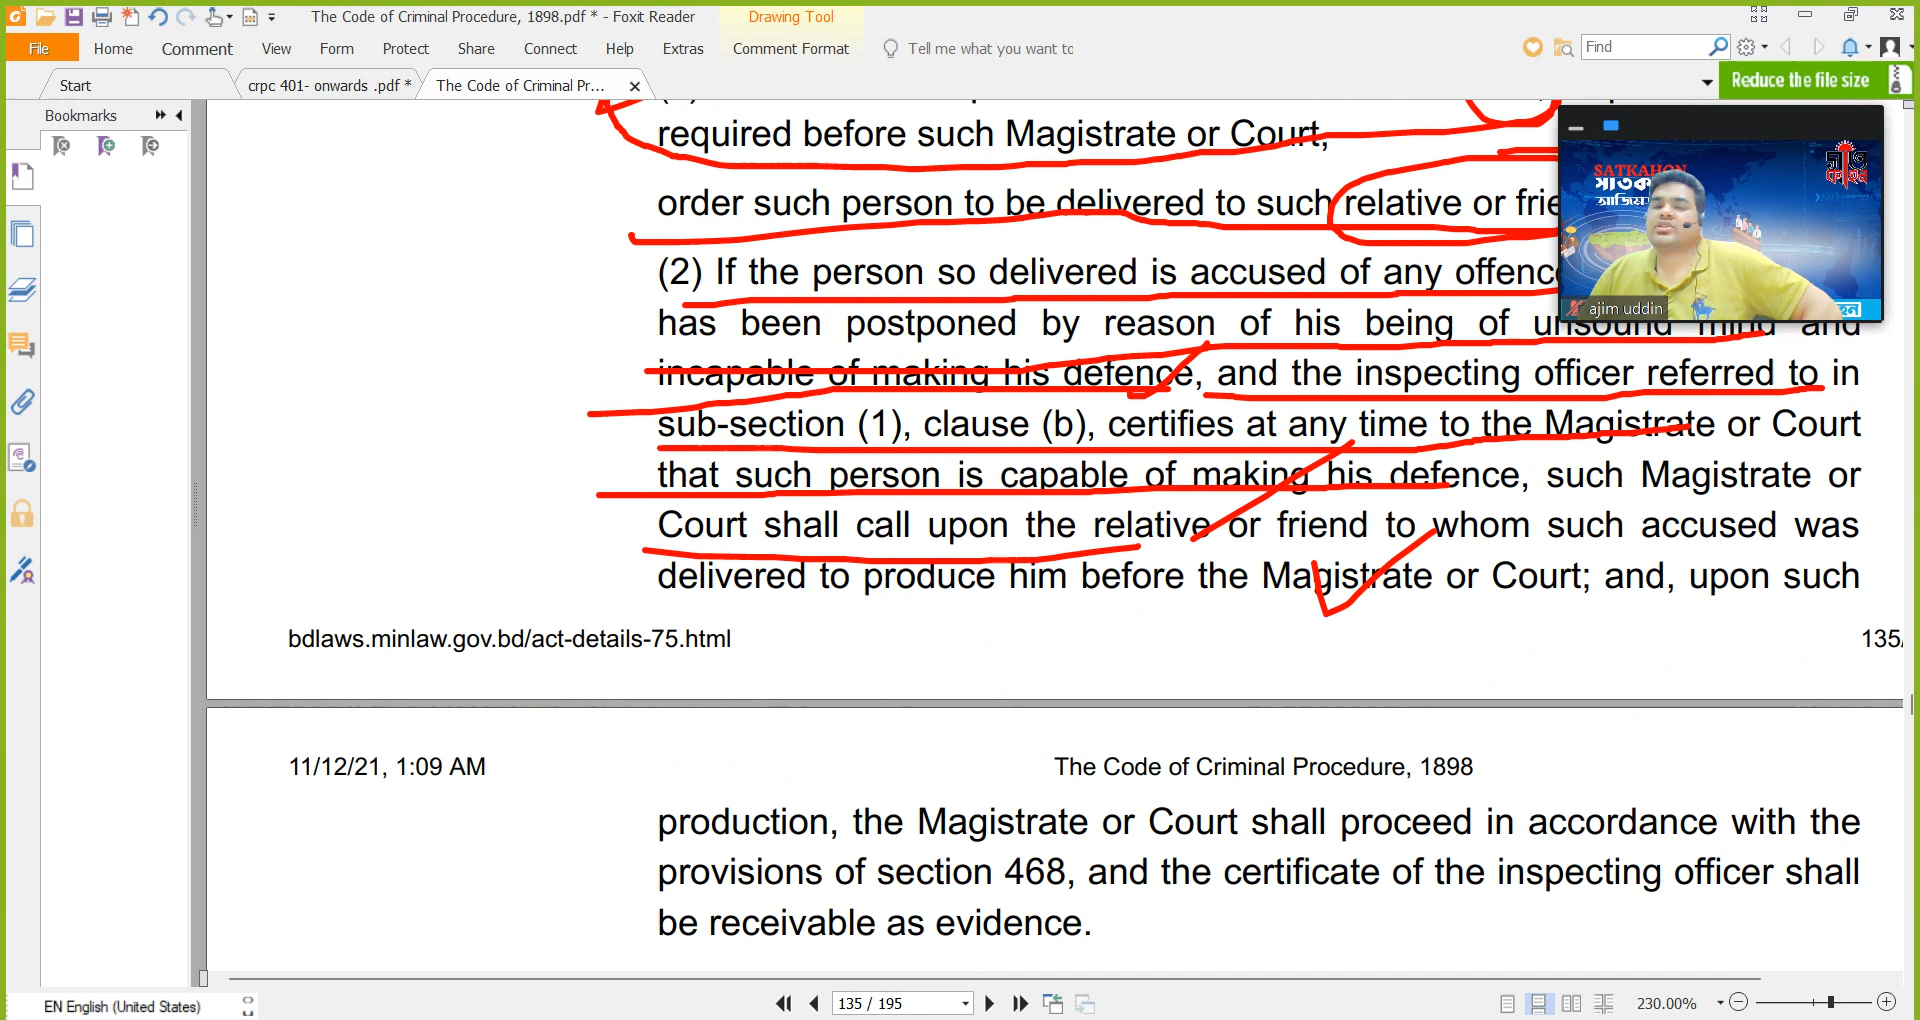 The Code of Criminal Procedure, 1898.pdf * - Foxit Reader
Drawing Tool
File Home Comment View Form Protect Share Connect Help Extras Comment Format Tell me what you want to
Find
Start
crpc 401- onwards .pdf *
The Code of Criminal Pr...
Reduce the file size
Bookmarks
required before such Magistrate or Court,
order such person to be delivered to such relative or
(2) If the person so delivered is accused of any
has been postponed by reason of his being of unsound mind and
incapable of making his defence, and the inspecting officer referred to in
sub-section (1), clause (b), certifies at any time to the Magistrate or Court
that such person is capable of making his defence, such Magistrate or
Court shall call upon the relative or friend to whom such accused was
delivered to produce him before the Magistrate or Court; and, upon such
bdlaws.minlaw.gov.bd/act-details-75.html
135/
SATKAHON
ajim uddin
11/12/21, 1:09 AM
The Code of Criminal Procedure, 1898
production, the Magistrate or Court shall proceed in accordance with the
provisions of section 468, and the certificate of the inspecting officer shall
be receivable as evidence.
EN English (United States)
135 / 195
230.00%